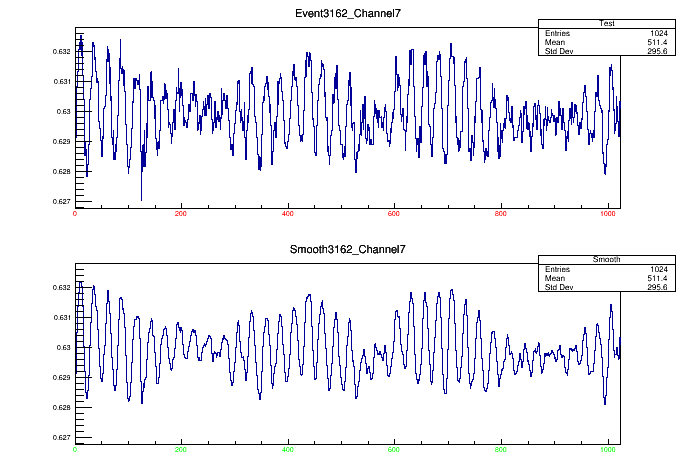 Event3162_Channel7
Test
Entries 1024
Mean 511.4
Std Dev 295.6
0.632
0.631
0.63
0.629
0.628
0.627
0 200 400 600 800 1000
Smooth3162_Channel7
Smooth
Entries 1024
Mean 511.4
Std Dev 295.6
0.632
0.631
0.63
0.629
0.628
0.627
0 200 400 600 800 1000